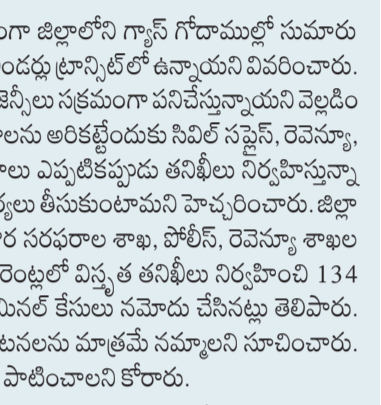 ంగా జిల్లాలోని గ్యాస్ గోదాముల్లో సుమారు
ండర్లు ట్రాన్సిట్‌లో ఉన్నాయని వివరించారు.
జెన్సీలు సక్రమంగా పనిచేస్తున్నాయని వెల్లడిం
లను అరికట్టేందుకు సివిల్ సప్లైస్, రెవెన్యూ,
లు ఎప్పటికప్పుడు తనిఖీలు నిర్వహిస్తున్నా
్యలు తీసుకుంటామని హెచ్చరించారు. జిల్లా
ర సరఫరాల శాఖ, పోలీస్, రెవెన్యూ శాఖల
రెంట్లలో విస్తృత తనిఖీలు నిర్వహించి 134
మినల్ కేసులు నమోదు చేసినట్లు తెలిపారు.
టనలను మాత్రమే నమ్మాలని సూచించారు.
పాటించాలని కోరారు.